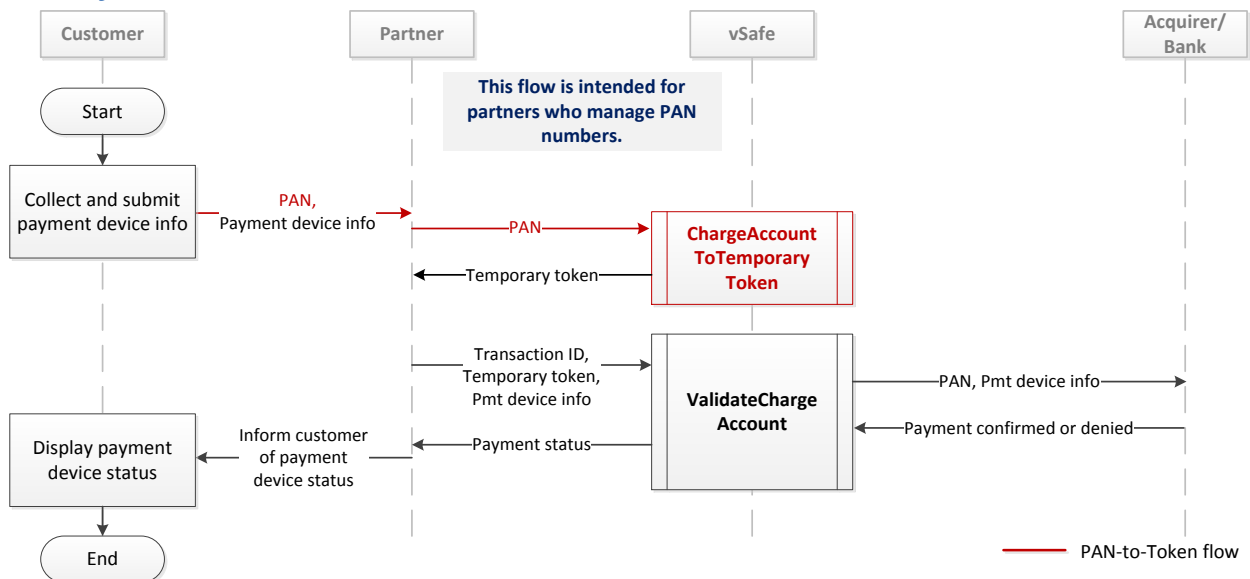 Customer
Partner
vSafe
Acquirer/
Bank
This flow is intended for
partners who manage PAN
numbers.
Start
Collect and submit
payment device info
PAN,
Payment device info
PAN
ChargeAccount
ToTemporary
Token
Temporary token
Transaction ID,
Temporary token,
Pmt device info
ValidateCharge
Account
PAN, Pmt device info
Payment confirmed or denied
Payment status
Inform customer
of payment
device status
Display payment
device status
End
PAN-to-Token flow